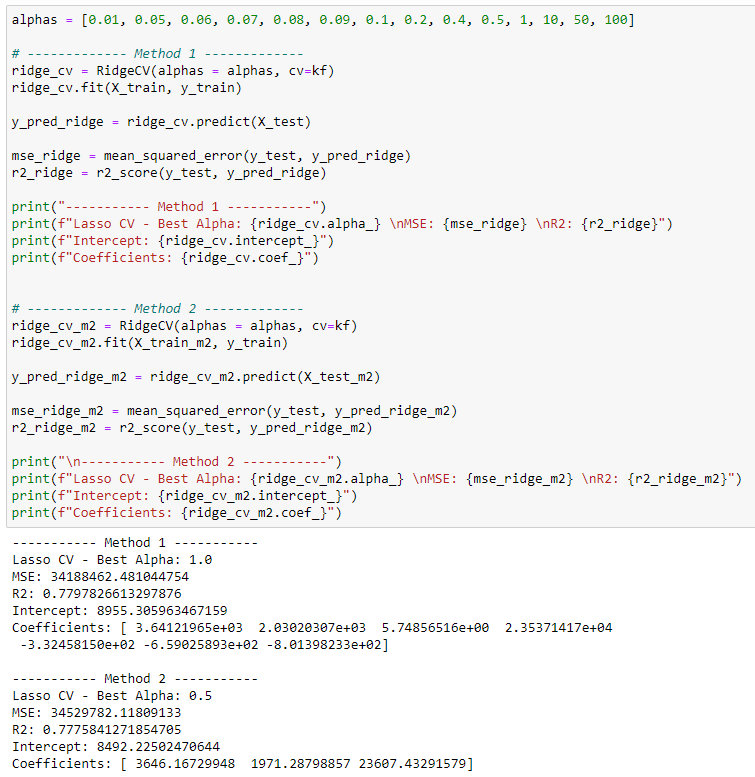 alphas = [0.01, 0.05, 0.06, 0.07, 0.08, 0.09, 0.1, 0.2, 0.4, 0.5, 1, 10, 50, 100]
# ------------- Method 1 -------------
ridge_cv = RidgeCV(alphas = alphas, cv=kf)
ridge_cv.fit(X_train, y_train)
y_pred_ridge = ridge_cv.predict(X_test)
mse_ridge = mean_squared_error(y_test, y_pred_ridge)
r2_ridge = r2_score(y_test, y_pred_ridge)
print("----------- Method 1 -----------")
print(f"Lasso CV - Best Alpha: {ridge_cv.alpha_} \nMSE: {mse_ridge} \nR2: {r2_ridge}")
print(f"Intercept: {ridge_cv.intercept_}")
print(f"Coefficients: {ridge_cv.coef_}")
# ------------- Method 2 -------------
ridge_cv_m2 = RidgeCV(alphas = alphas, cv=kf)
ridge_cv_m2.fit(X_train_m2, y_train)
y_pred_ridge_m2 = ridge_cv_m2.predict(X_test_m2)
mse_ridge_m2 = mean_squared_error(y_test, y_pred_ridge_m2)
r2_ridge_m2 = r2_score(y_test, y_pred_ridge_m2)
print("\n----------- Method 2 -----------")
print(f"Lasso CV - Best Alpha: {ridge_cv_m2.alpha_} \nMSE: {mse_ridge_m2} \nR2: {r2_ridge_m2}")
print(f"Intercept: {ridge_cv_m2.intercept_}")
print(f"Coefficients: {ridge_cv_m2.coef_}")
----------- Method 1 -----------
Lasso CV - Best Alpha: 1.0
MSE: 34188462.481044754
R2: 0.7797826613297876
Intercept: 8955.305963467159
Coefficients: [ 3.64121965e+03  2.03020307e+03  5.74856516e+00  2.35371417e+04
 -3.32458150e+02 -6.59025893e+02 -8.01398233e+02]
----------- Method 2 -----------
Lasso CV - Best Alpha: 0.5
MSE: 34529782.11809133
R2: 0.7775841271854705
Intercept: 8492.22502470644
Coefficients: [ 3646.16729948  1971.28798857 23607.43291579]